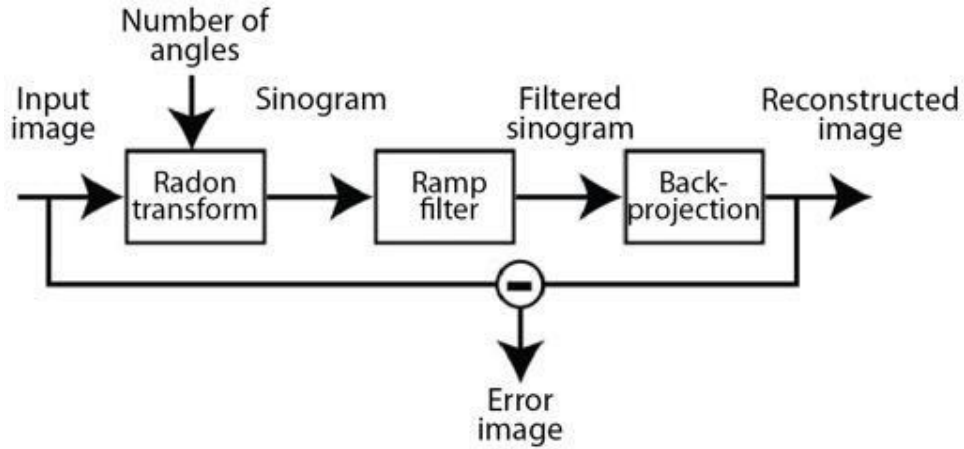 Number of
angles
Input
image
Sinogram
Filtered
sinogram
Reconstructed
image
Radon
transform
Ramp
filter
Back-
projection
Error
image